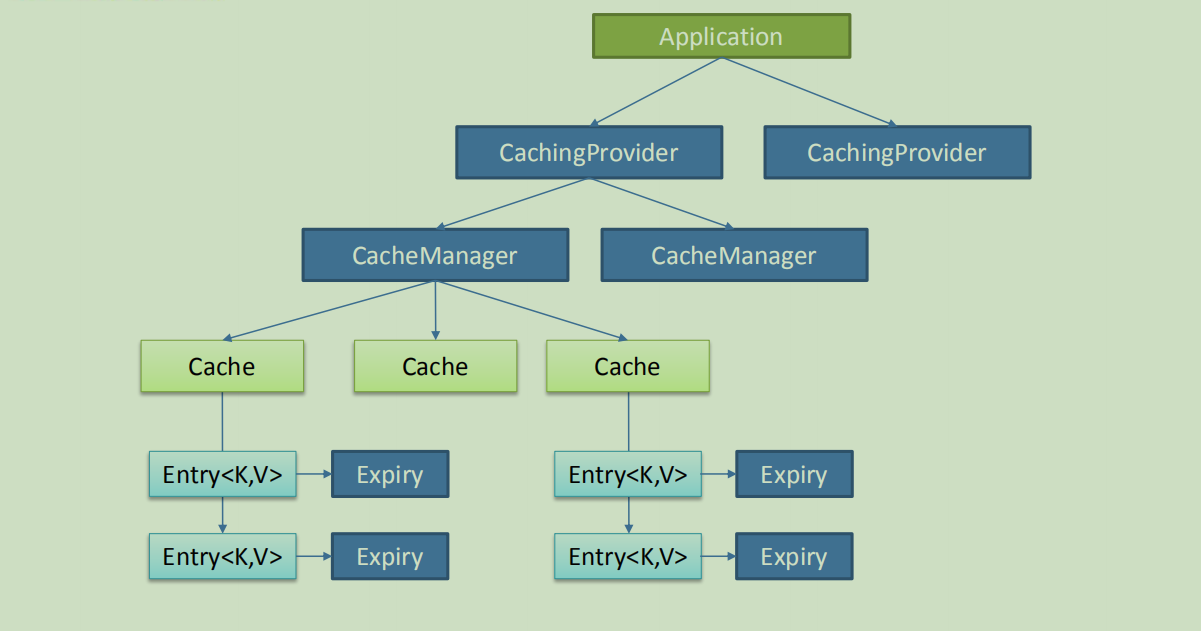 Application
CachingProvider
CachingProvider
CacheManager
CacheManager
Cache
Cache
Cache
Entry<K,V>
Expiry
Entry<K,V>
Expiry
Entry<K,V>
Expiry
Entry<K,V>
Expiry